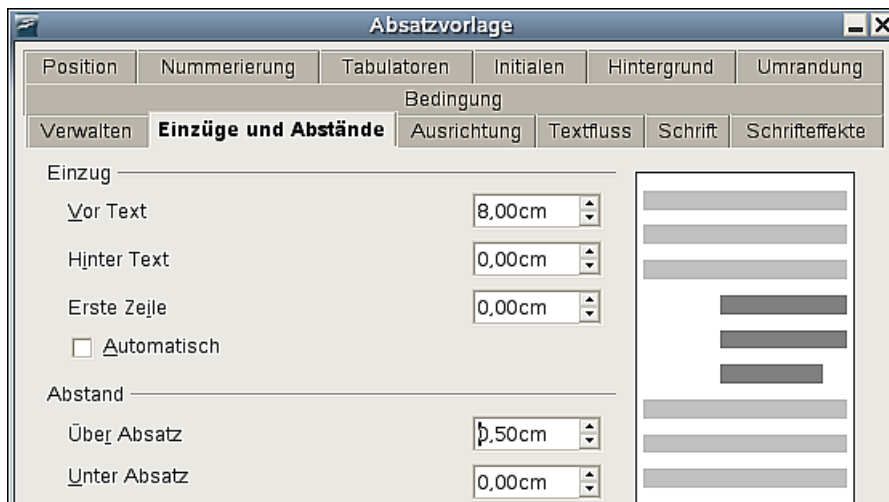 Absatzvorlage
Position Nummerierung Tabulatoren Initialen Hintergrund Umrandung
Bedingung
Verwalten Einzüge und Abstände Ausrichtung Textfluss Schrift Schrifteffekte
Einzug
Vor Text 8,00cm
Hinter Text 0,00cm
Erste Zeile 0,00cm
Automatisch
Abstand
Über Absatz 0,50cm
Unter Absatz 0,00cm